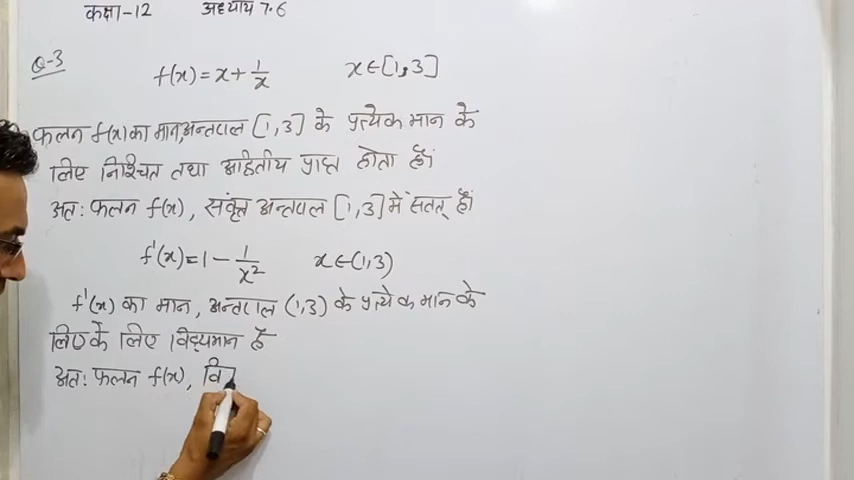 कक्षा-12 अध्याय 7.6
Q-3 f(x) = x + 1/x x∈[1,3]
फलन f(x) का मान, अन्तराल [1,3] के प्रत्येक मान के
लिए निश्चित तथा अद्वितीय प्राप्त होता है।
अतः फलन f(x), संवृत्त अन्तराल [1,3] में सतत् है।
f'(x) = 1 - 1/x² x∈(1,3)
f'(x) का मान, अन्तराल (1,3) के प्रत्येक मान के
लिए के लिए विद्यमान है
अतः फलन f(x), वि